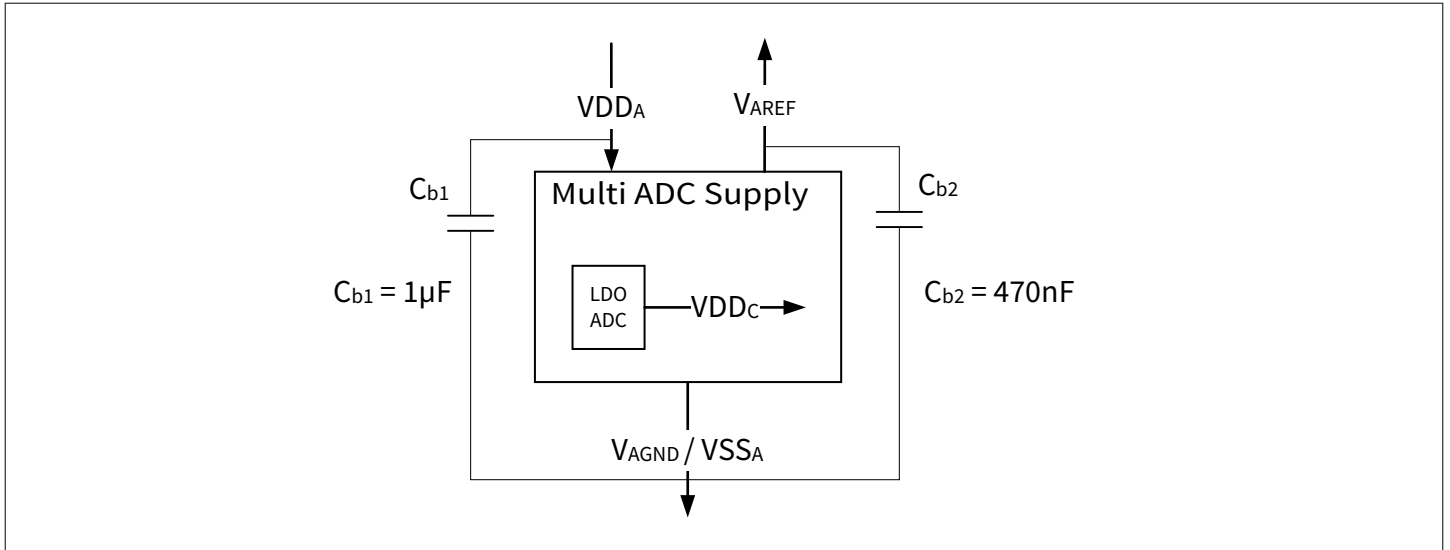 VDDA
VAREF
Cb1
Multi ADC Supply
Cb2
Cb1 = 1µF
LDO
ADC
VDDC
Cb2 = 470nF
VAGND / VSSA